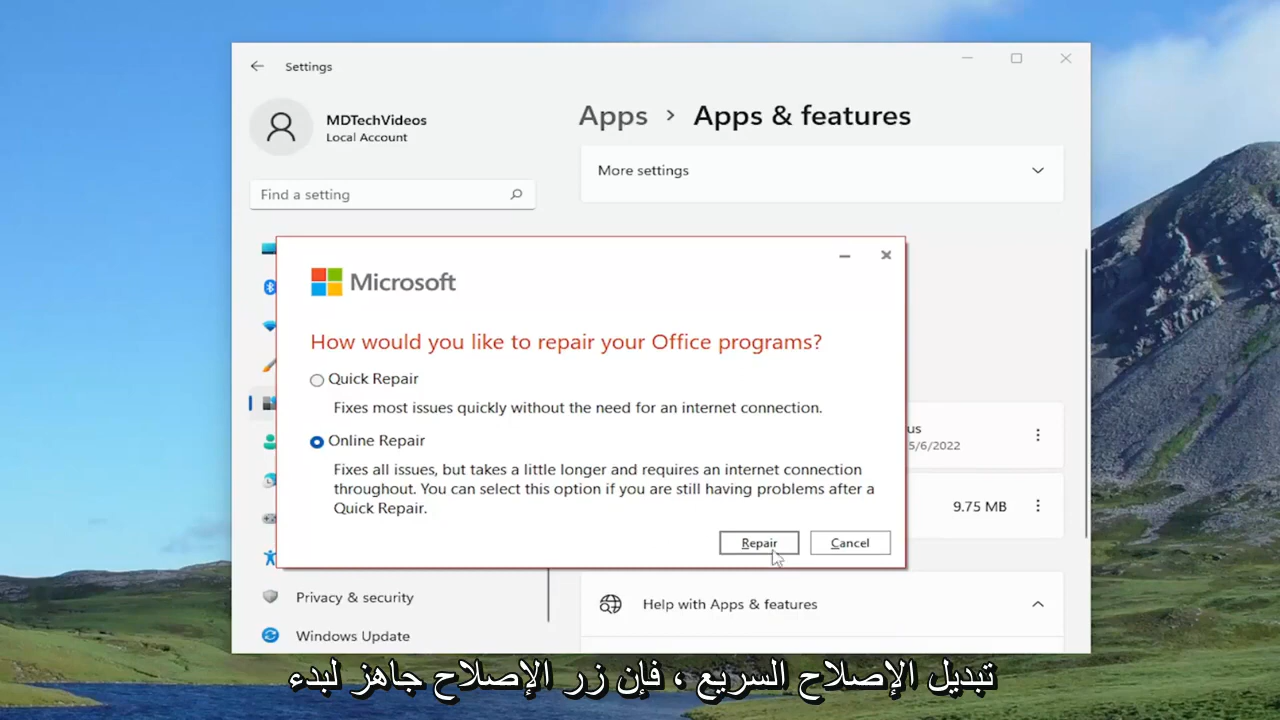 Settings
MDTechVideos
Local Account
Find a setting
Apps > Apps & features
More settings
Microsoft
How would you like to repair your Office programs?
Quick Repair
Fixes most issues quickly without the need for an internet connection.
Online Repair
Fixes all issues, but takes a little longer and requires an internet connection
throughout. You can select this option if you are still having problems after a
Quick Repair.
Repair
Cancel
5/6/2022
9.75 MB
Privacy & security
Windows Update
Help with Apps & features
تبديل الإصلاح السريع ، فإن زر الإصلاح جاهز لبدء